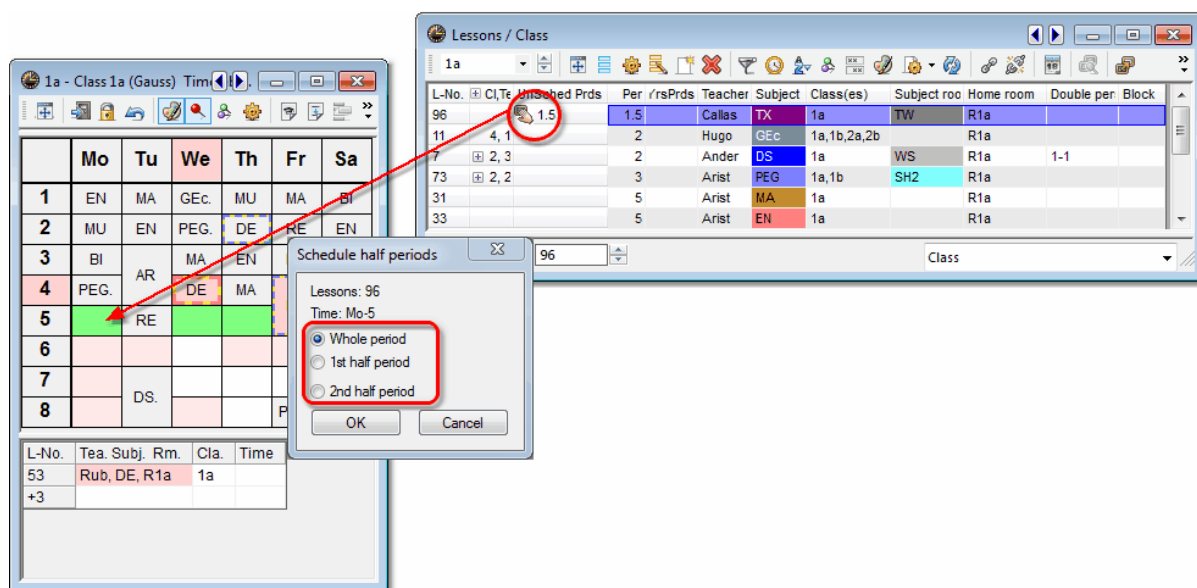 Lessons / Class
1a
L-No. Cl,Te UnSched Prds Per YrsPrds Teacher Subject Class(es) Subject roo Home room Double per Block
96 1.5 1.5 Callas TX 1a TW R1a
11 4, 1 2 Hugo GEc 1a,1b,2a,2b R1a
7 2, 3 2 Ander DS 1a WS R1a 1-1
73 2, 2 3 Arist PEG 1a,1b SH2 R1a
31 5 Arist MA 1a R1a
33 5 Arist EN 1a R1a
96 Class
1a - Class 1a (Gauss) Time
Mo Tu We Th Fr Sa
1 EN MA GEc. MU MA BI
2 MU EN PEG. DE RE EN
3 BI AR MA EN
4 PEG. DE MA
5 RE
6
7 DS.
8 P
L-No. Tea. Subj. Rm. Cla. Time
53 Rub, DE, R1a 1a
+3
Schedule half periods
Lessons: 96
Time: Mo-5
Whole period
1st half period
2nd half period
OK Cancel